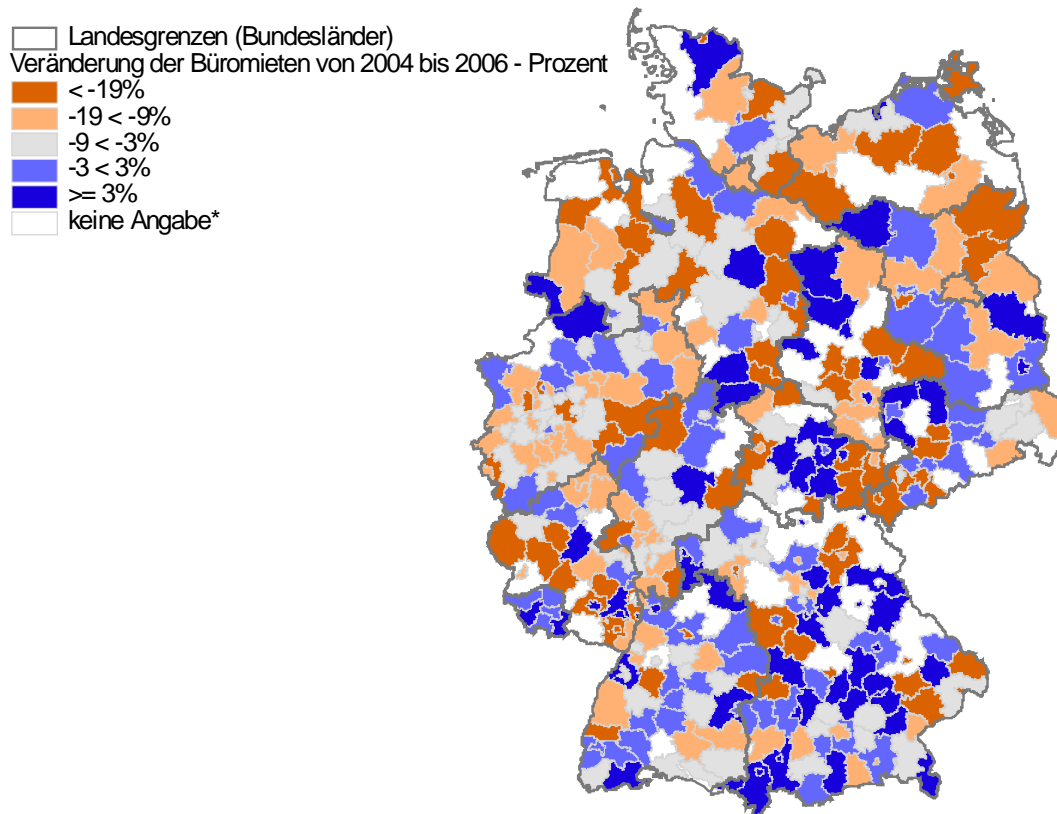 Landesgrenzen (Bundesländer)
Veränderung der Büromieten von 2004 bis 2006 - Prozent
< -19%
-19 < -9%
-9 < -3%
-3 < 3%
>= 3%
keine Angabe*